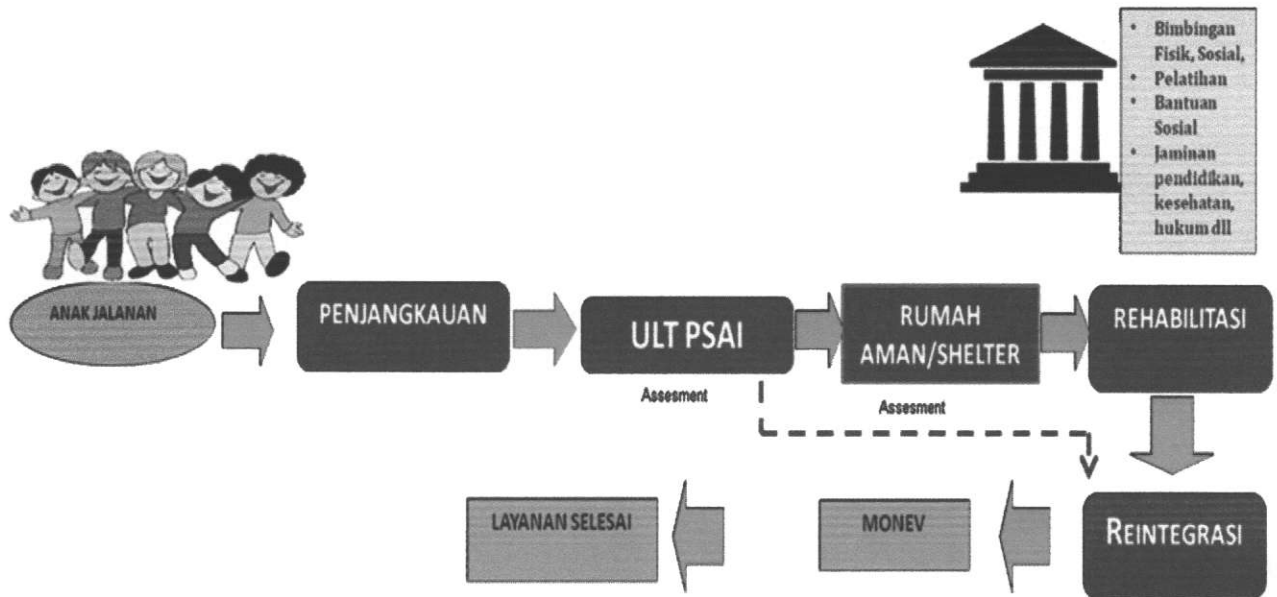 • Bimbingan
Fisik, Sosial,
• Pelatihan
• Bantuan
Sosial
• Jaminan
pendidikan,
kesehatan,
hukum dll
ANAK JALANAN
PENJANGKAUAN
ULT PSAI
RUMAH
AMAN/SHELTER
REHABILITASI
Assesment
Assesment
REINTEGRASI
MONEV
LAYANAN SELESAI